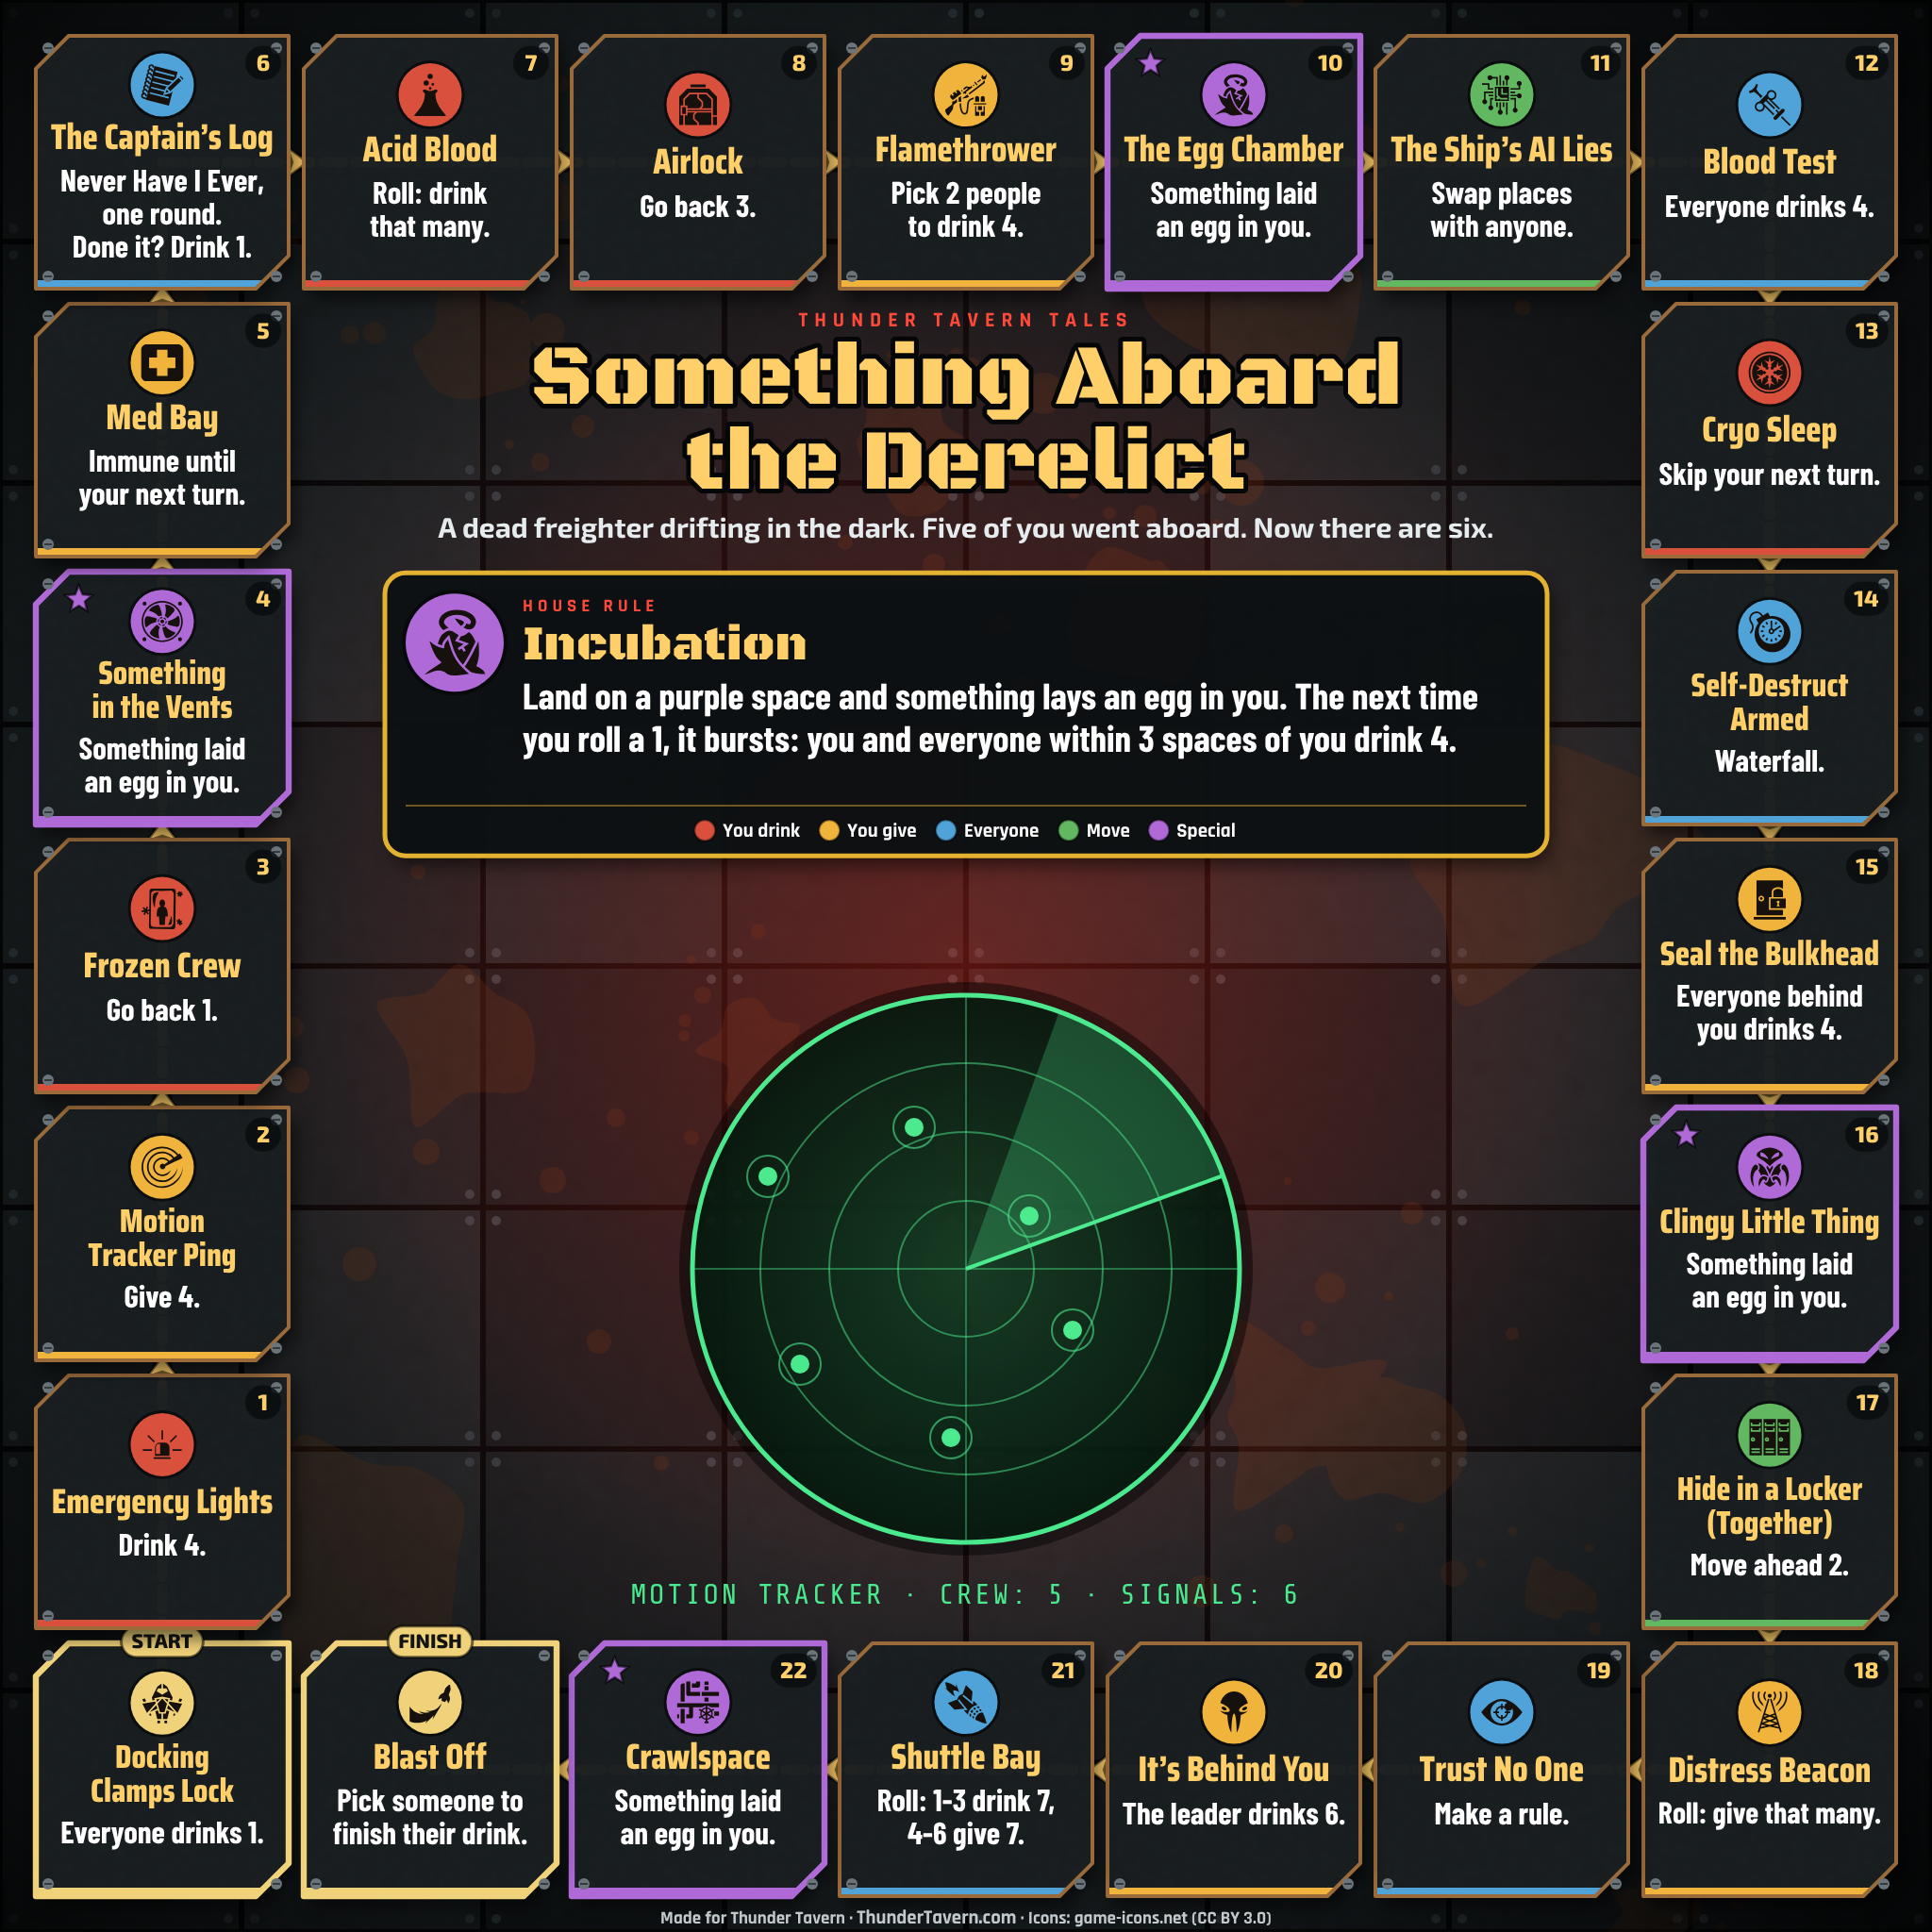 6
The Captain's Log
Never Have I Ever,
one round.
Done it? Drink 1.
7
Acid Blood
Roll: drink
that many.
8
Airlock
Go back 3.
9
Flamethrower
Pick 2 people
to drink 4.
10
The Egg Chamber
Something laid
an egg in you.
11
The Ship's AI Lies
Swap places
with anyone.
12
Blood Test
Everyone drinks 4.
5
Med Bay
Immune until
your next turn.
THUNDER TAVERN TALES
Something Aboard
the Derelict
A dead freighter drifting in the dark. Five of you went aboard. Now there are six.
13
Cryo Sleep
Skip your next turn.
4
Something
in the Vents
Something laid
an egg in you.
HOUSE RULE
Incubation
Land on a purple space and something lays an egg in you. The next time
you roll a 1, it bursts: you and everyone within 3 spaces of you drink 4.
You drink You give Everyone Move Special
14
Self-Destruct
Armed
Waterfall.
3
Frozen Crew
Go back 1.
15
Seal the Bulkhead
Everyone behind
you drinks 4.
2
Motion
Tracker Ping
Give 4.
16
Clingy Little Thing
Something laid
an egg in you.
1
Emergency Lights
Drink 4.
17
Hide in a Locker
(Together)
Move ahead 2.
MOTION TRACKER · CREW: 5 · SIGNALS: 6
START
Docking
Clamps Lock
Everyone drinks 1.
FINISH
Blast Off
Pick someone to
finish their drink.
22
Crawlspace
Something laid
an egg in you.
21
Shuttle Bay
Roll: 1-3 drink 7,
4-6 give 7.
20
It's Behind You
The leader drinks 6.
19
Trust No One
Make a rule.
18
Distress Beacon
Roll: give that many.
Made for Thunder Tavern · ThunderTavern.com · Icons: game-icons.net (CC BY 3.0)